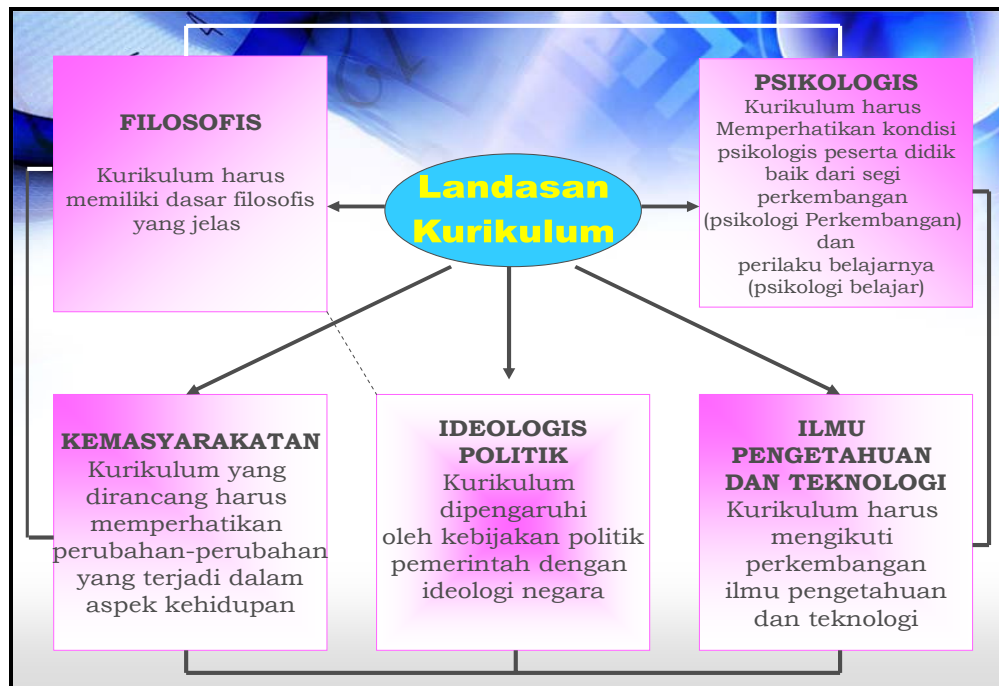 Landasan
Kurikulum
FILOSOFIS
Kurikulum harus
memiliki dasar filosofis
yang jelas
PSIKOLOGIS
Kurikulum harus
Memperhatikan kondisi
psikologis peserta didik
baik dari segi
perkembangan
(psikologi Perkembangan)
dan
perilaku belajarnya
(psikologi belajar)
KEMASYARAKATAN
Kurikulum yang
dirancang harus
memperhatikan
perubahan-perubahan
yang terjadi dalam
aspek kehidupan
IDEOLOGIS
POLITIK
Kurikulum
dipengaruhi
oleh kebijakan politik
pemerintah dengan
ideologi negara
ILMU
PENGETAHUAN
DAN TEKNOLOGI
Kurikulum harus
mengikuti
perkembangan
ilmu pengetahuan
dan teknologi